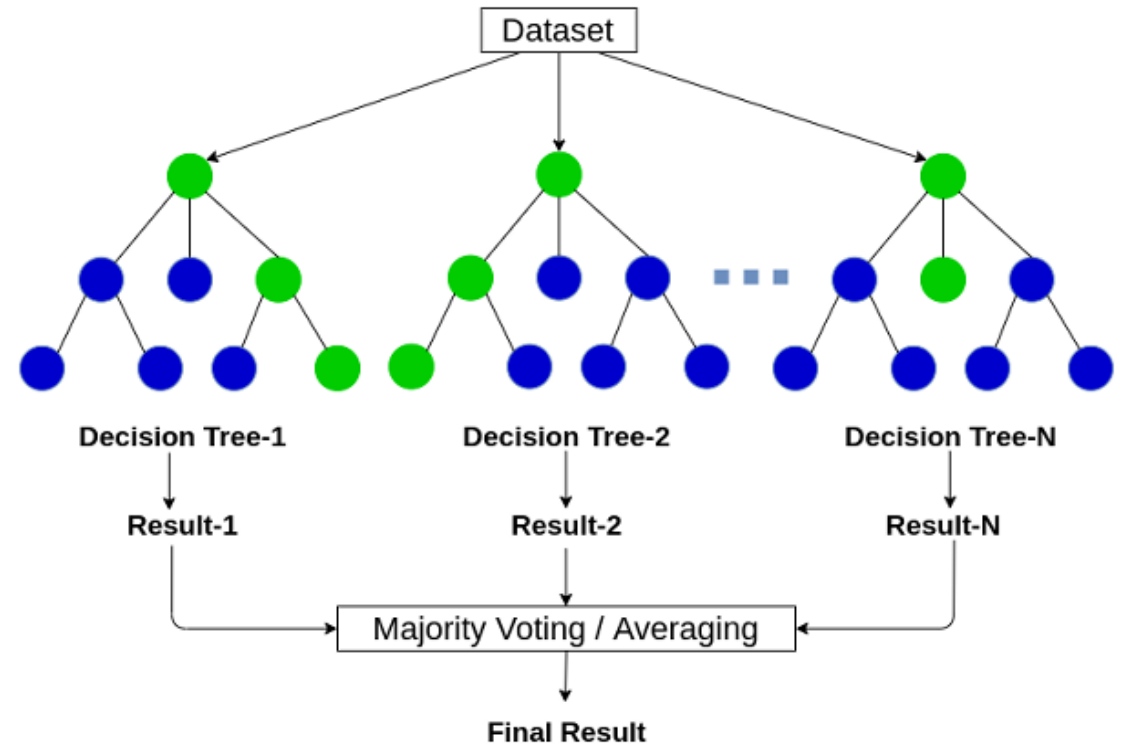 Dataset
Decision Tree-1
Decision Tree-2
Decision Tree-N
Result-1
Result-2
Result-N
Majority Voting / Averaging
Final Result